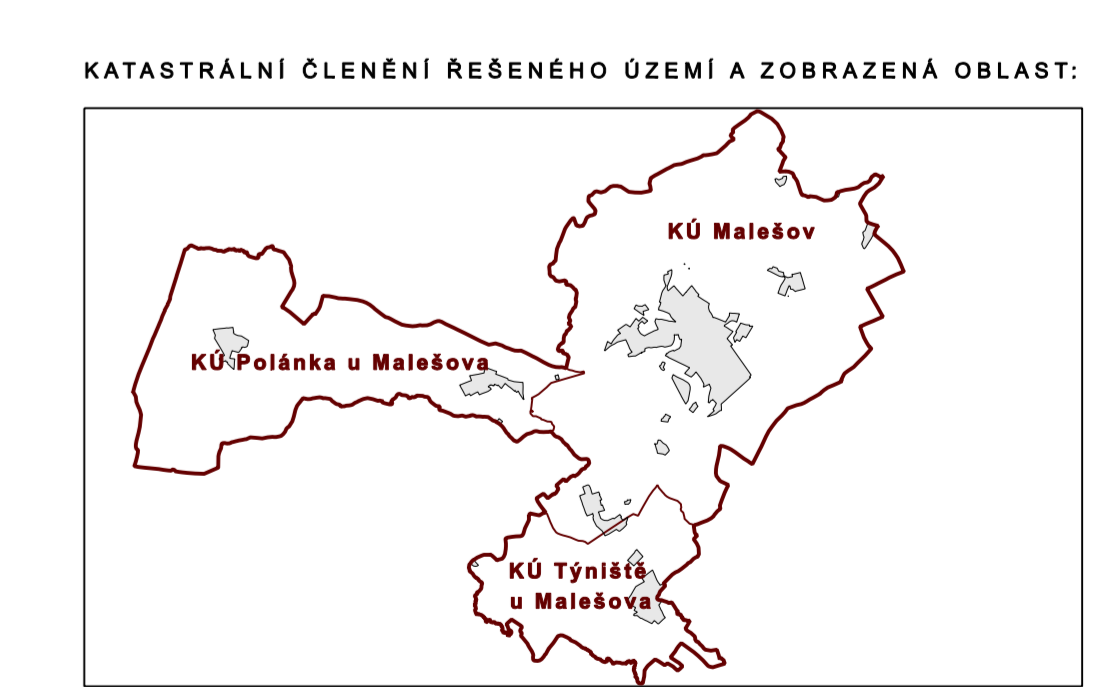 KATASTRÁLNÍ ČLENĚNÍ ŘEŠENÉHO ÚZEMÍ A ZOBRAZENÁ OBLAST:
KÚ Malešov
KÚ Polánka u Malešova
KÚ Týniště
u Malešova